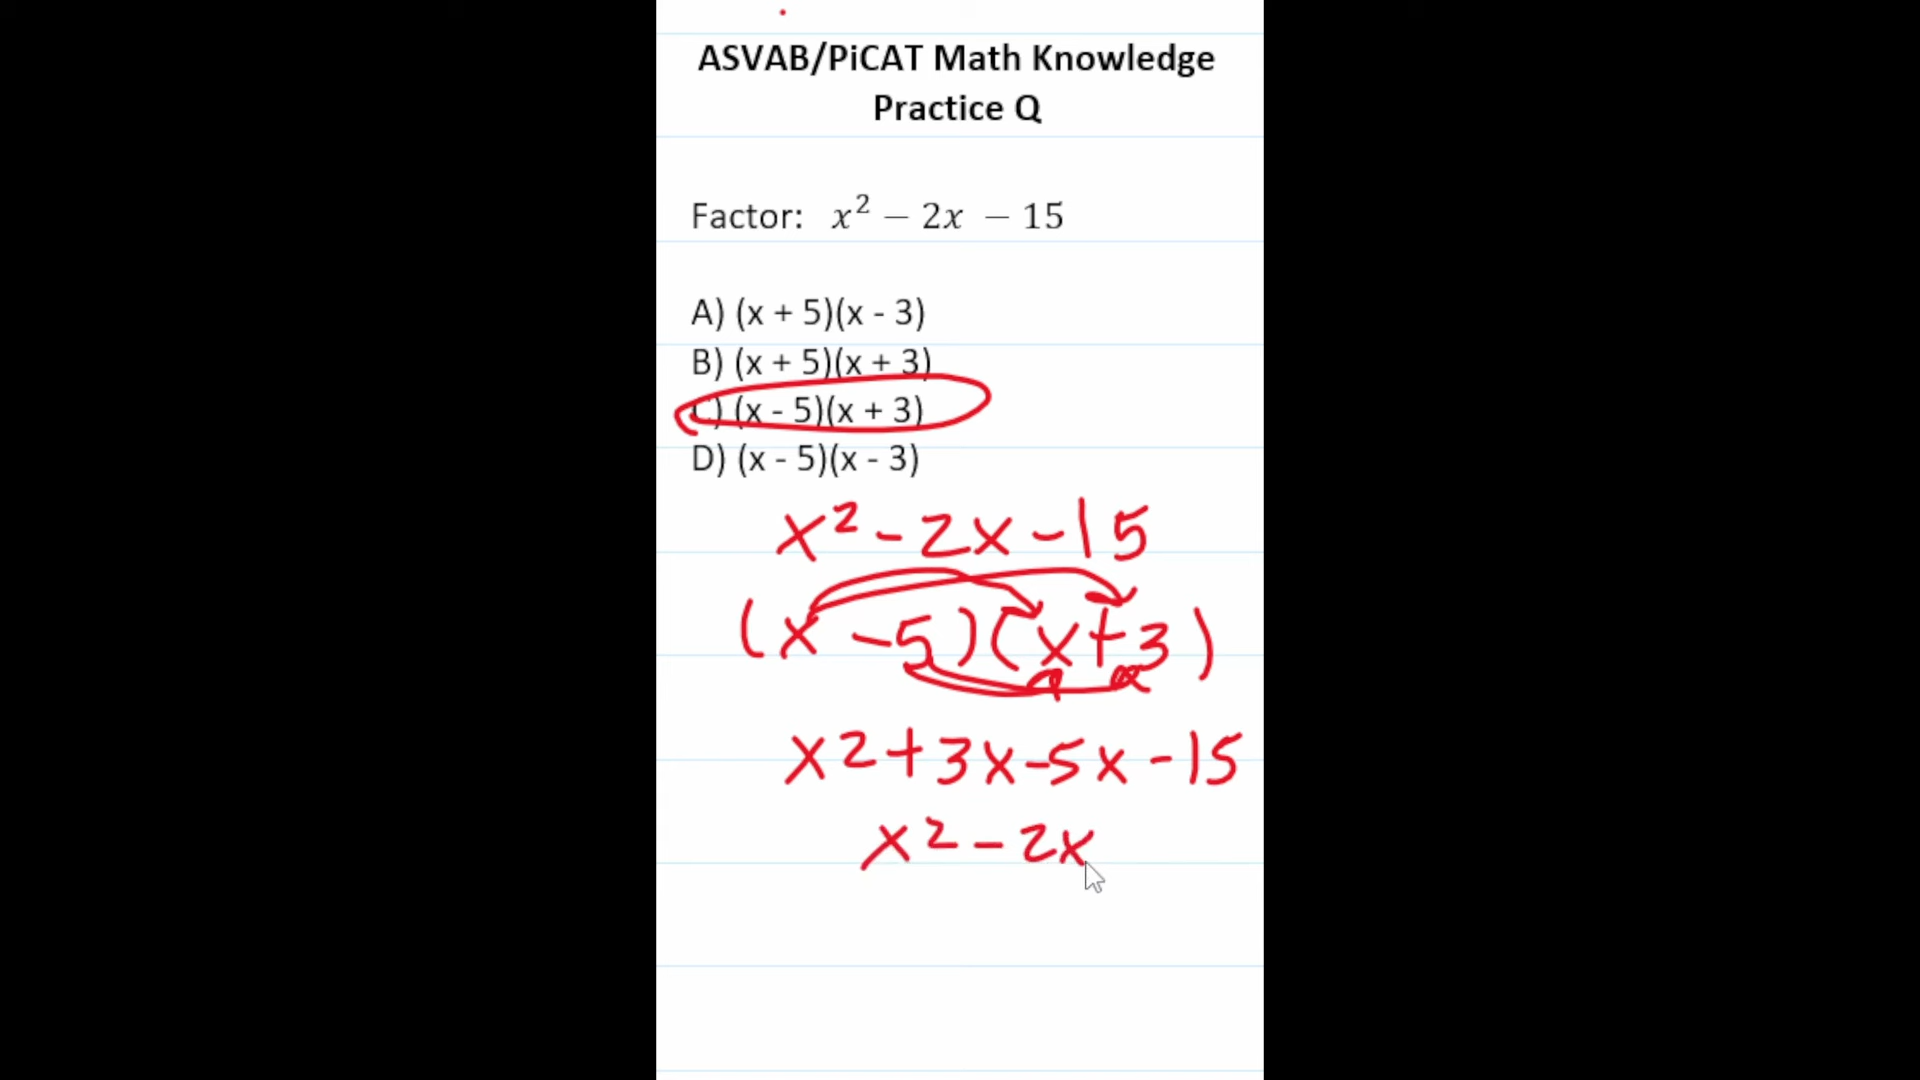 ASVAB/PiCAT Math Knowledge
Practice Q
Factor: x² − 2x − 15
A) (x + 5)(x - 3)
B) (x + 5)(x + 3)
C) (x - 5)(x + 3)
D) (x - 5)(x - 3)
x² - 2x - 15
(x - 5)(x + 3)
x² + 3x - 5x - 15
x² - 2x